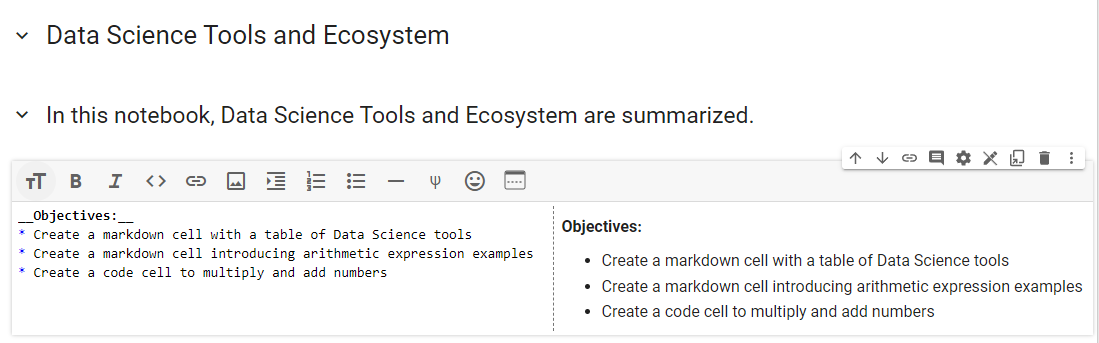 Data Science Tools and Ecosystem
In this notebook, Data Science Tools and Ecosystem are summarized.
__Objectives:__
* Create a markdown cell with a table of Data Science tools
* Create a markdown cell introducing arithmetic expression examples
* Create a code cell to multiply and add numbers
Objectives:
• Create a markdown cell with a table of Data Science tools
• Create a markdown cell introducing arithmetic expression examples
• Create a code cell to multiply and add numbers